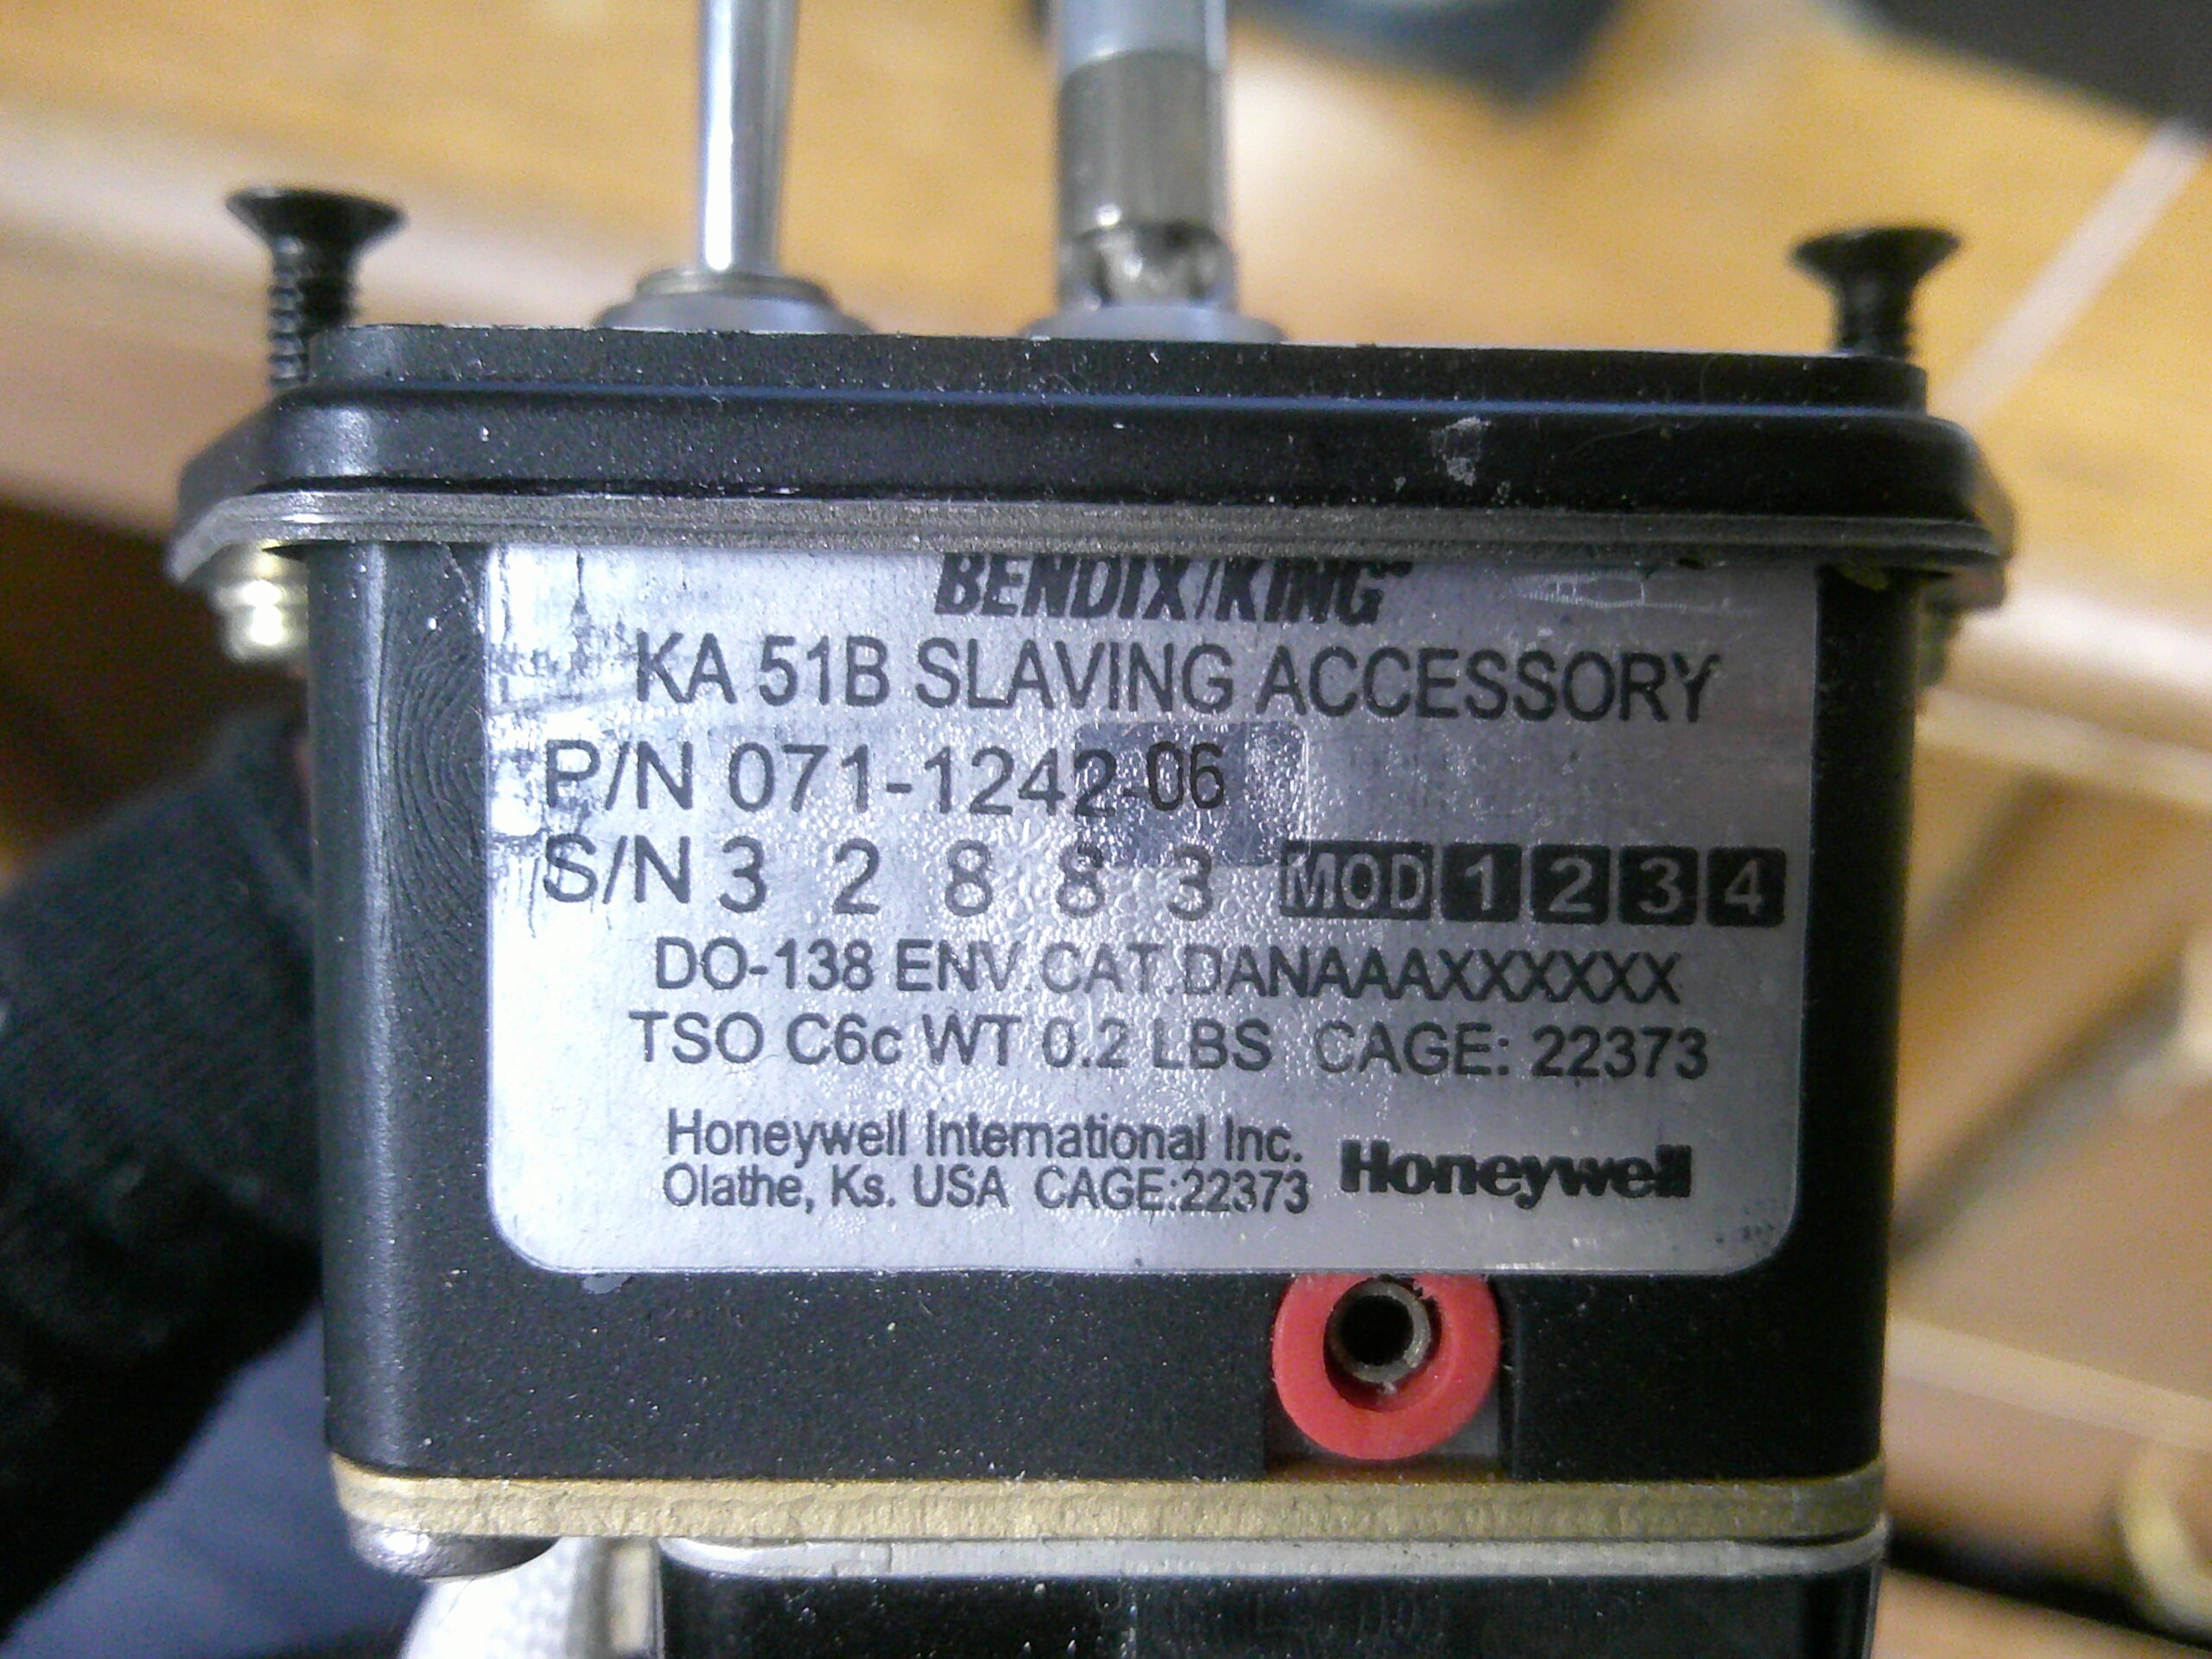 BENDIX/KING
KA 51B SLAVING ACCESSORY
P/N 071-1242-06
S/N 3 2 8 8 3 MOD 1 2 3 4
DO-138 ENV.CAT.DANAAAXXXXXX
TSO C6c WT 0.2 LBS CAGE: 22373
Honeywell International Inc.
Olathe, Ks. USA CAGE:22373
Honeywell